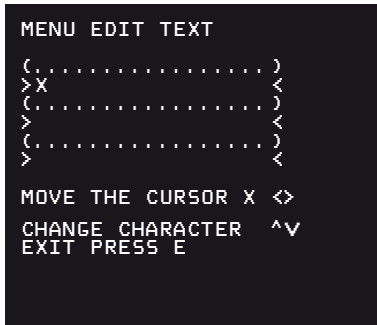 MENU EDIT TEXT
(.................)
>X                <
(.................)
>                 <
(.................)
>                 <
MOVE THE CURSOR X <>
CHANGE CHARACTER ^v
EXIT PRESS E